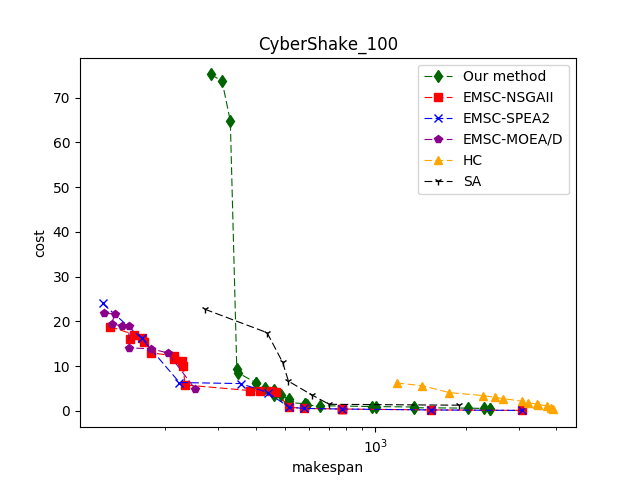 CyberShake_100
Our method
EMSC-NSGAII
EMSC-SPEA2
EMSC-MOEA/D
HC
SA
70
60
50
40
30
20
10
0
cost
10³
makespan